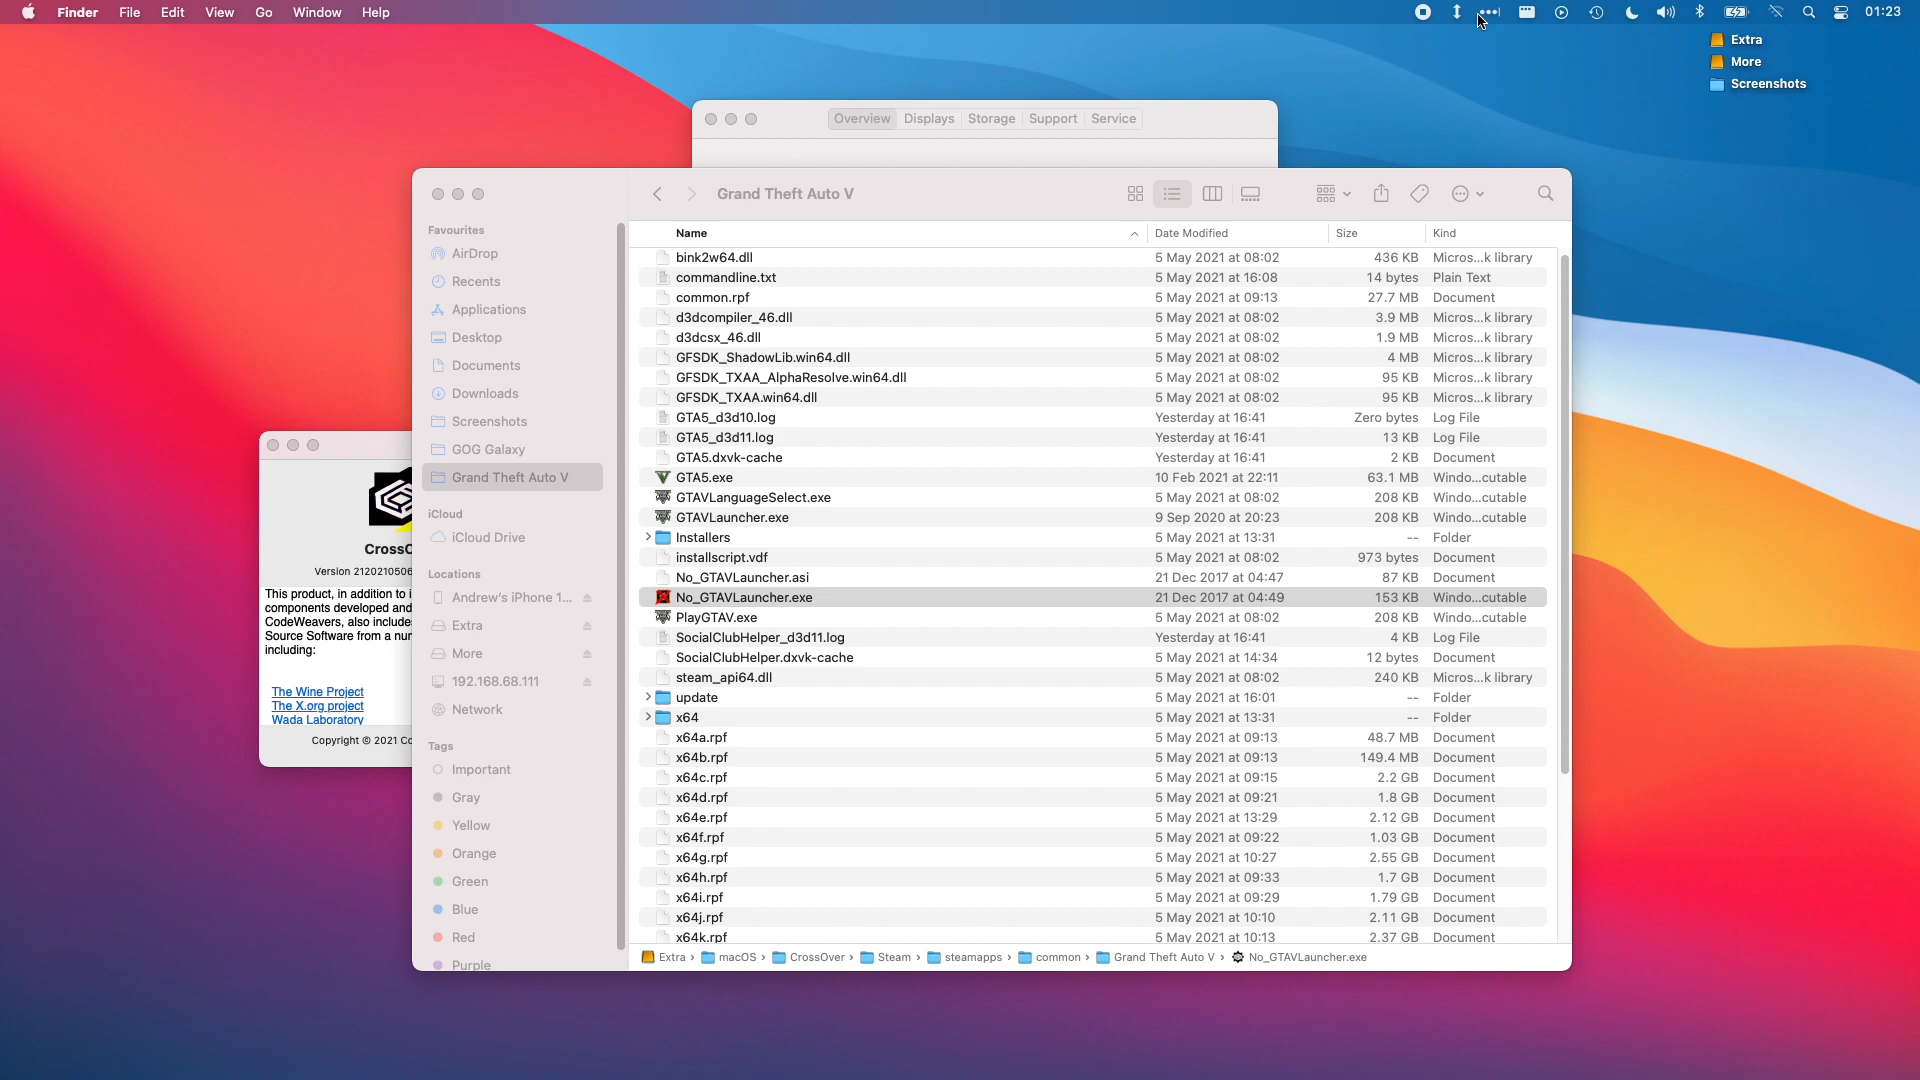 Finder File Edit View Go Window Help
01:23
Extra
More
Screenshots
Overview Displays Storage Support Service
Grand Theft Auto V
Name Date Modified Size Kind
Favourites
AirDrop
Recents
Applications
Desktop
Documents
Downloads
Screenshots
GOG Galaxy
Grand Theft Auto V
iCloud
iCloud Drive
Locations
Andrew's iPhone 1...
Extra
More
192.168.68.111
Network
Tags
Important
Gray
Yellow
Orange
Green
Blue
Red
Purple
bink2w64.dll 5 May 2021 at 08:02 436 KB Micros...k library
commandline.txt 5 May 2021 at 16:08 14 bytes Plain Text
common.rpf 5 May 2021 at 09:13 27.7 MB Document
d3dcompiler_46.dll 5 May 2021 at 08:02 3.9 MB Micros...k library
d3dcsx_46.dll 5 May 2021 at 08:02 1.9 MB Micros...k library
GFSDK_ShadowLib.win64.dll 5 May 2021 at 08:02 4 MB Micros...k library
GFSDK_TXAA_AlphaResolve.win64.dll 5 May 2021 at 08:02 95 KB Micros...k library
GFSDK_TXAA.win64.dll 5 May 2021 at 08:02 95 KB Micros...k library
GTA5_d3d10.log Yesterday at 16:41 Zero bytes Log File
GTA5_d3d11.log Yesterday at 16:41 13 KB Log File
GTA5.dxvk-cache Yesterday at 16:41 2 KB Document
GTA5.exe 10 Feb 2021 at 22:11 63.1 MB Windo...cutable
GTAVLanguageSelect.exe 5 May 2021 at 08:02 208 KB Windo...cutable
GTAVLauncher.exe 9 Sep 2020 at 20:23 208 KB Windo...cutable
Installers 5 May 2021 at 13:31 -- Folder
installscript.vdf 5 May 2021 at 08:02 973 bytes Document
No_GTAVLauncher.asi 21 Dec 2017 at 04:47 87 KB Document
No_GTAVLauncher.exe 21 Dec 2017 at 04:49 153 KB Windo...cutable
PlayGTAV.exe 5 May 2021 at 08:02 208 KB Windo...cutable
SocialClubHelper_d3d11.log Yesterday at 16:41 4 KB Log File
SocialClubHelper.dxvk-cache 5 May 2021 at 14:34 12 bytes Document
steam_api64.dll 5 May 2021 at 08:02 240 KB Micros...k library
update 5 May 2021 at 16:01 -- Folder
x64 5 May 2021 at 13:31 -- Folder
x64a.rpf 5 May 2021 at 09:13 48.7 MB Document
x64b.rpf 5 May 2021 at 09:13 149.4 MB Document
x64c.rpf 5 May 2021 at 09:15 2.2 GB Document
x64d.rpf 5 May 2021 at 09:21 1.8 GB Document
x64e.rpf 5 May 2021 at 13:29 2.12 GB Document
x64f.rpf 5 May 2021 at 09:22 1.03 GB Document
x64g.rpf 5 May 2021 at 10:27 2.55 GB Document
x64h.rpf 5 May 2021 at 09:33 1.7 GB Document
x64i.rpf 5 May 2021 at 09:29 1.79 GB Document
x64j.rpf 5 May 2021 at 10:10 2.11 GB Document
x64k.rpf 5 May 2021 at 10:13 2.37 GB Document
Extra › macOS › CrossOver › Steam › steamapps › common › Grand Theft Auto V › No_GTAVLauncher.exe
CrossO
Version 2120210506
This product, in addition to i
components developed and
CodeWeavers, also include
Source Software from a nur
including:
The Wine Project
The X.org project
Wada Laboratory
Copyright © 2021 Co